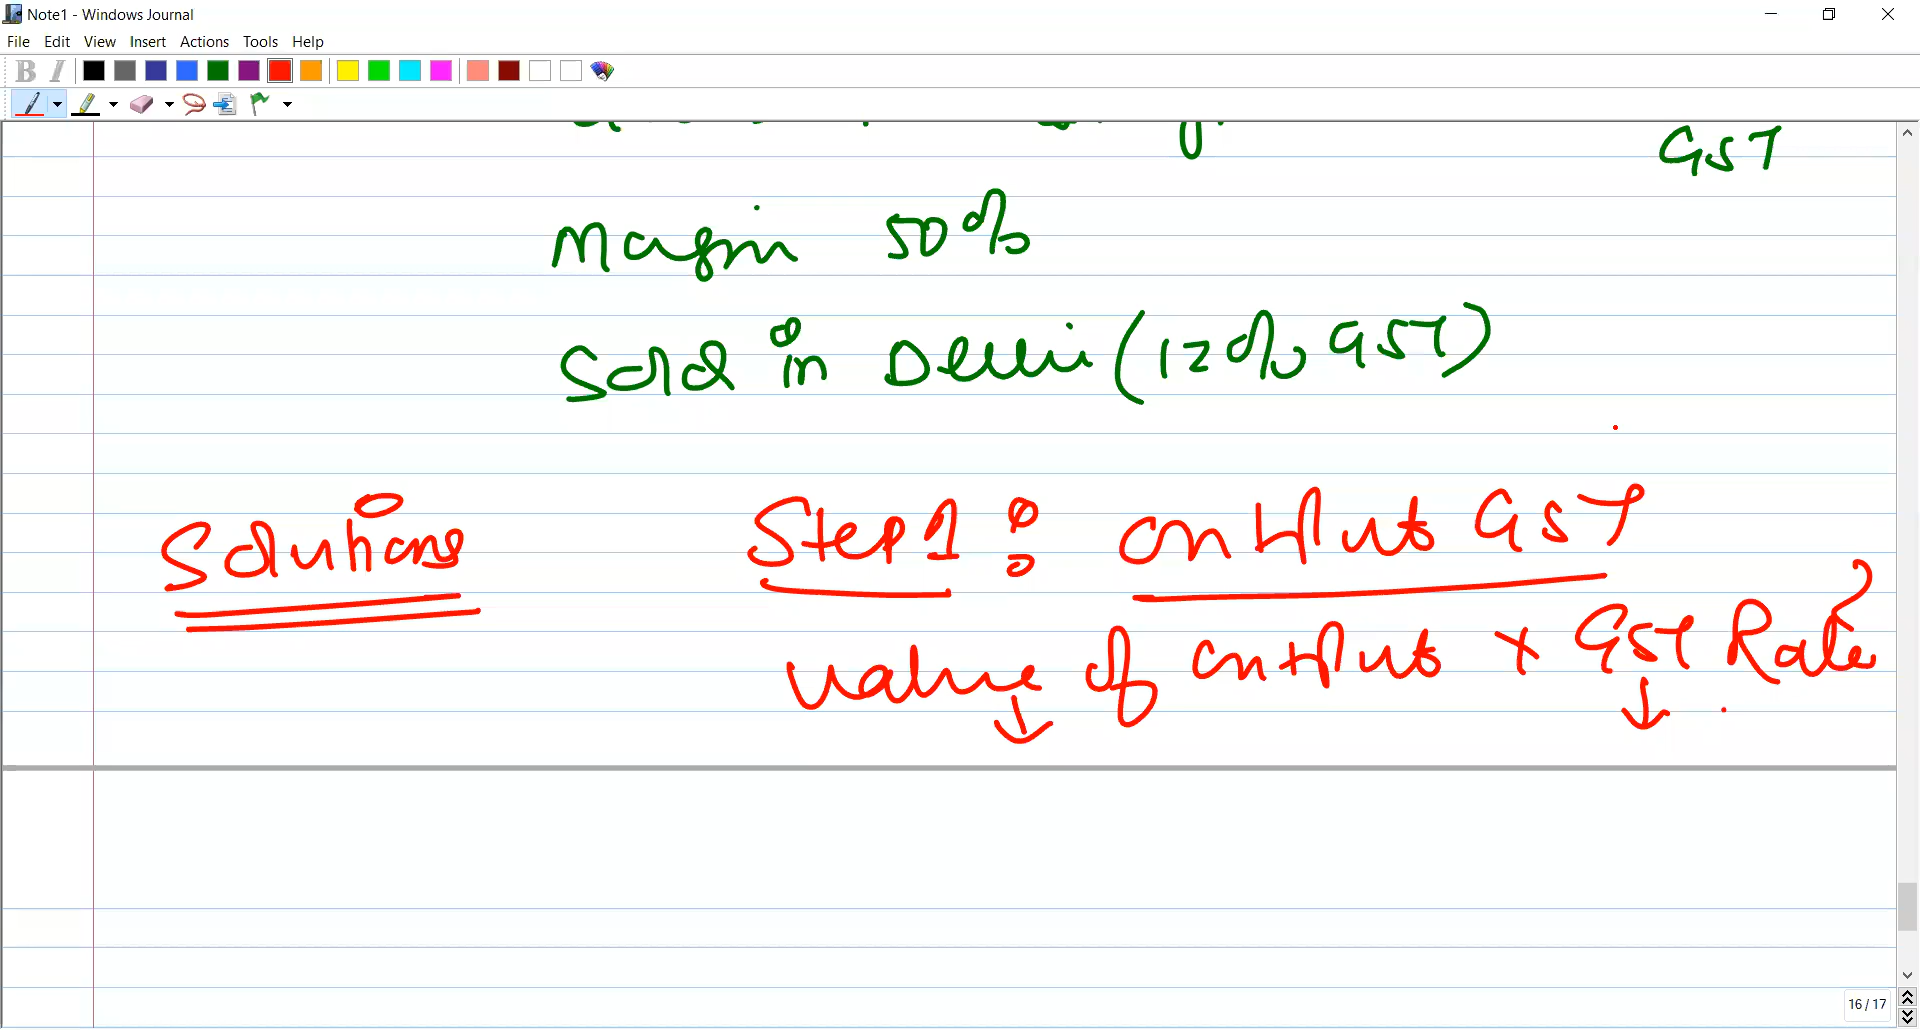 Note1 - Windows Journal
File Edit View Insert Actions Tools Help
B I
GST
Margin 50%
Sold in Delhi (12% GST)
Solutions Step 1 : output GST
value of output x GST Rate
16 / 17